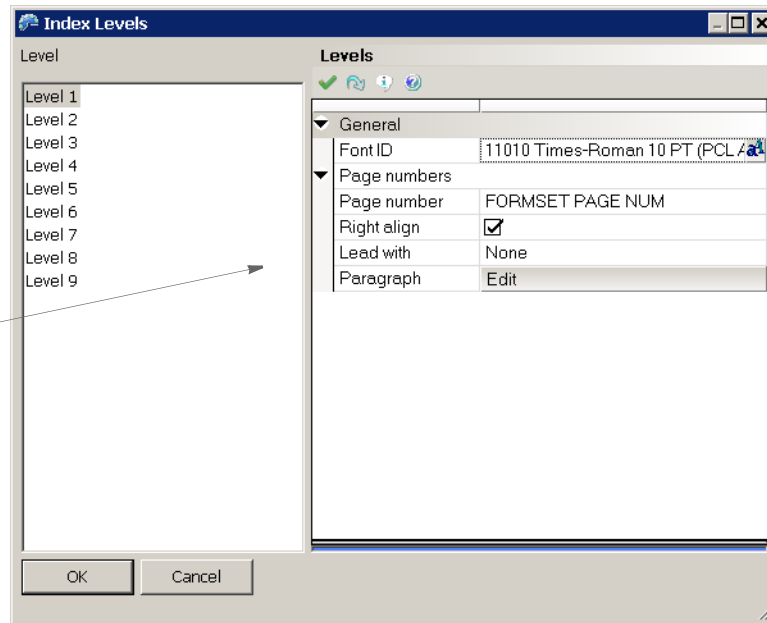 Index Levels
Level
Level 1
Level 2
Level 3
Level 4
Level 5
Level 6
Level 7
Level 8
Level 9
Levels
General
Font ID 11010 Times-Roman 10 PT (PCL
Page numbers
Page number FORMSET PAGE NUM
Right align
Lead with None
Paragraph Edit
OK Cancel